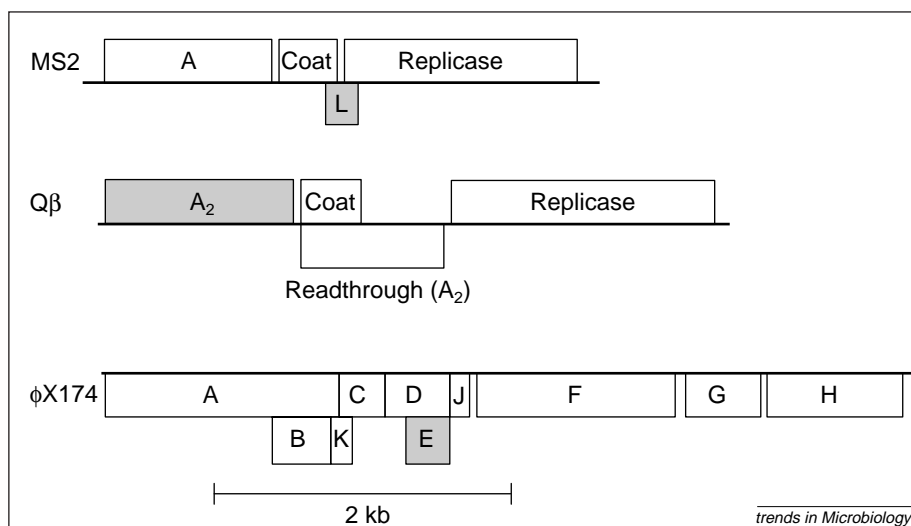 MS2 A Coat Replicase
L
Qβ A₂ Coat Replicase
Readthrough (A₂)
ϕX174 A C D J F G H
B K E
2 kb
trends in Microbiology